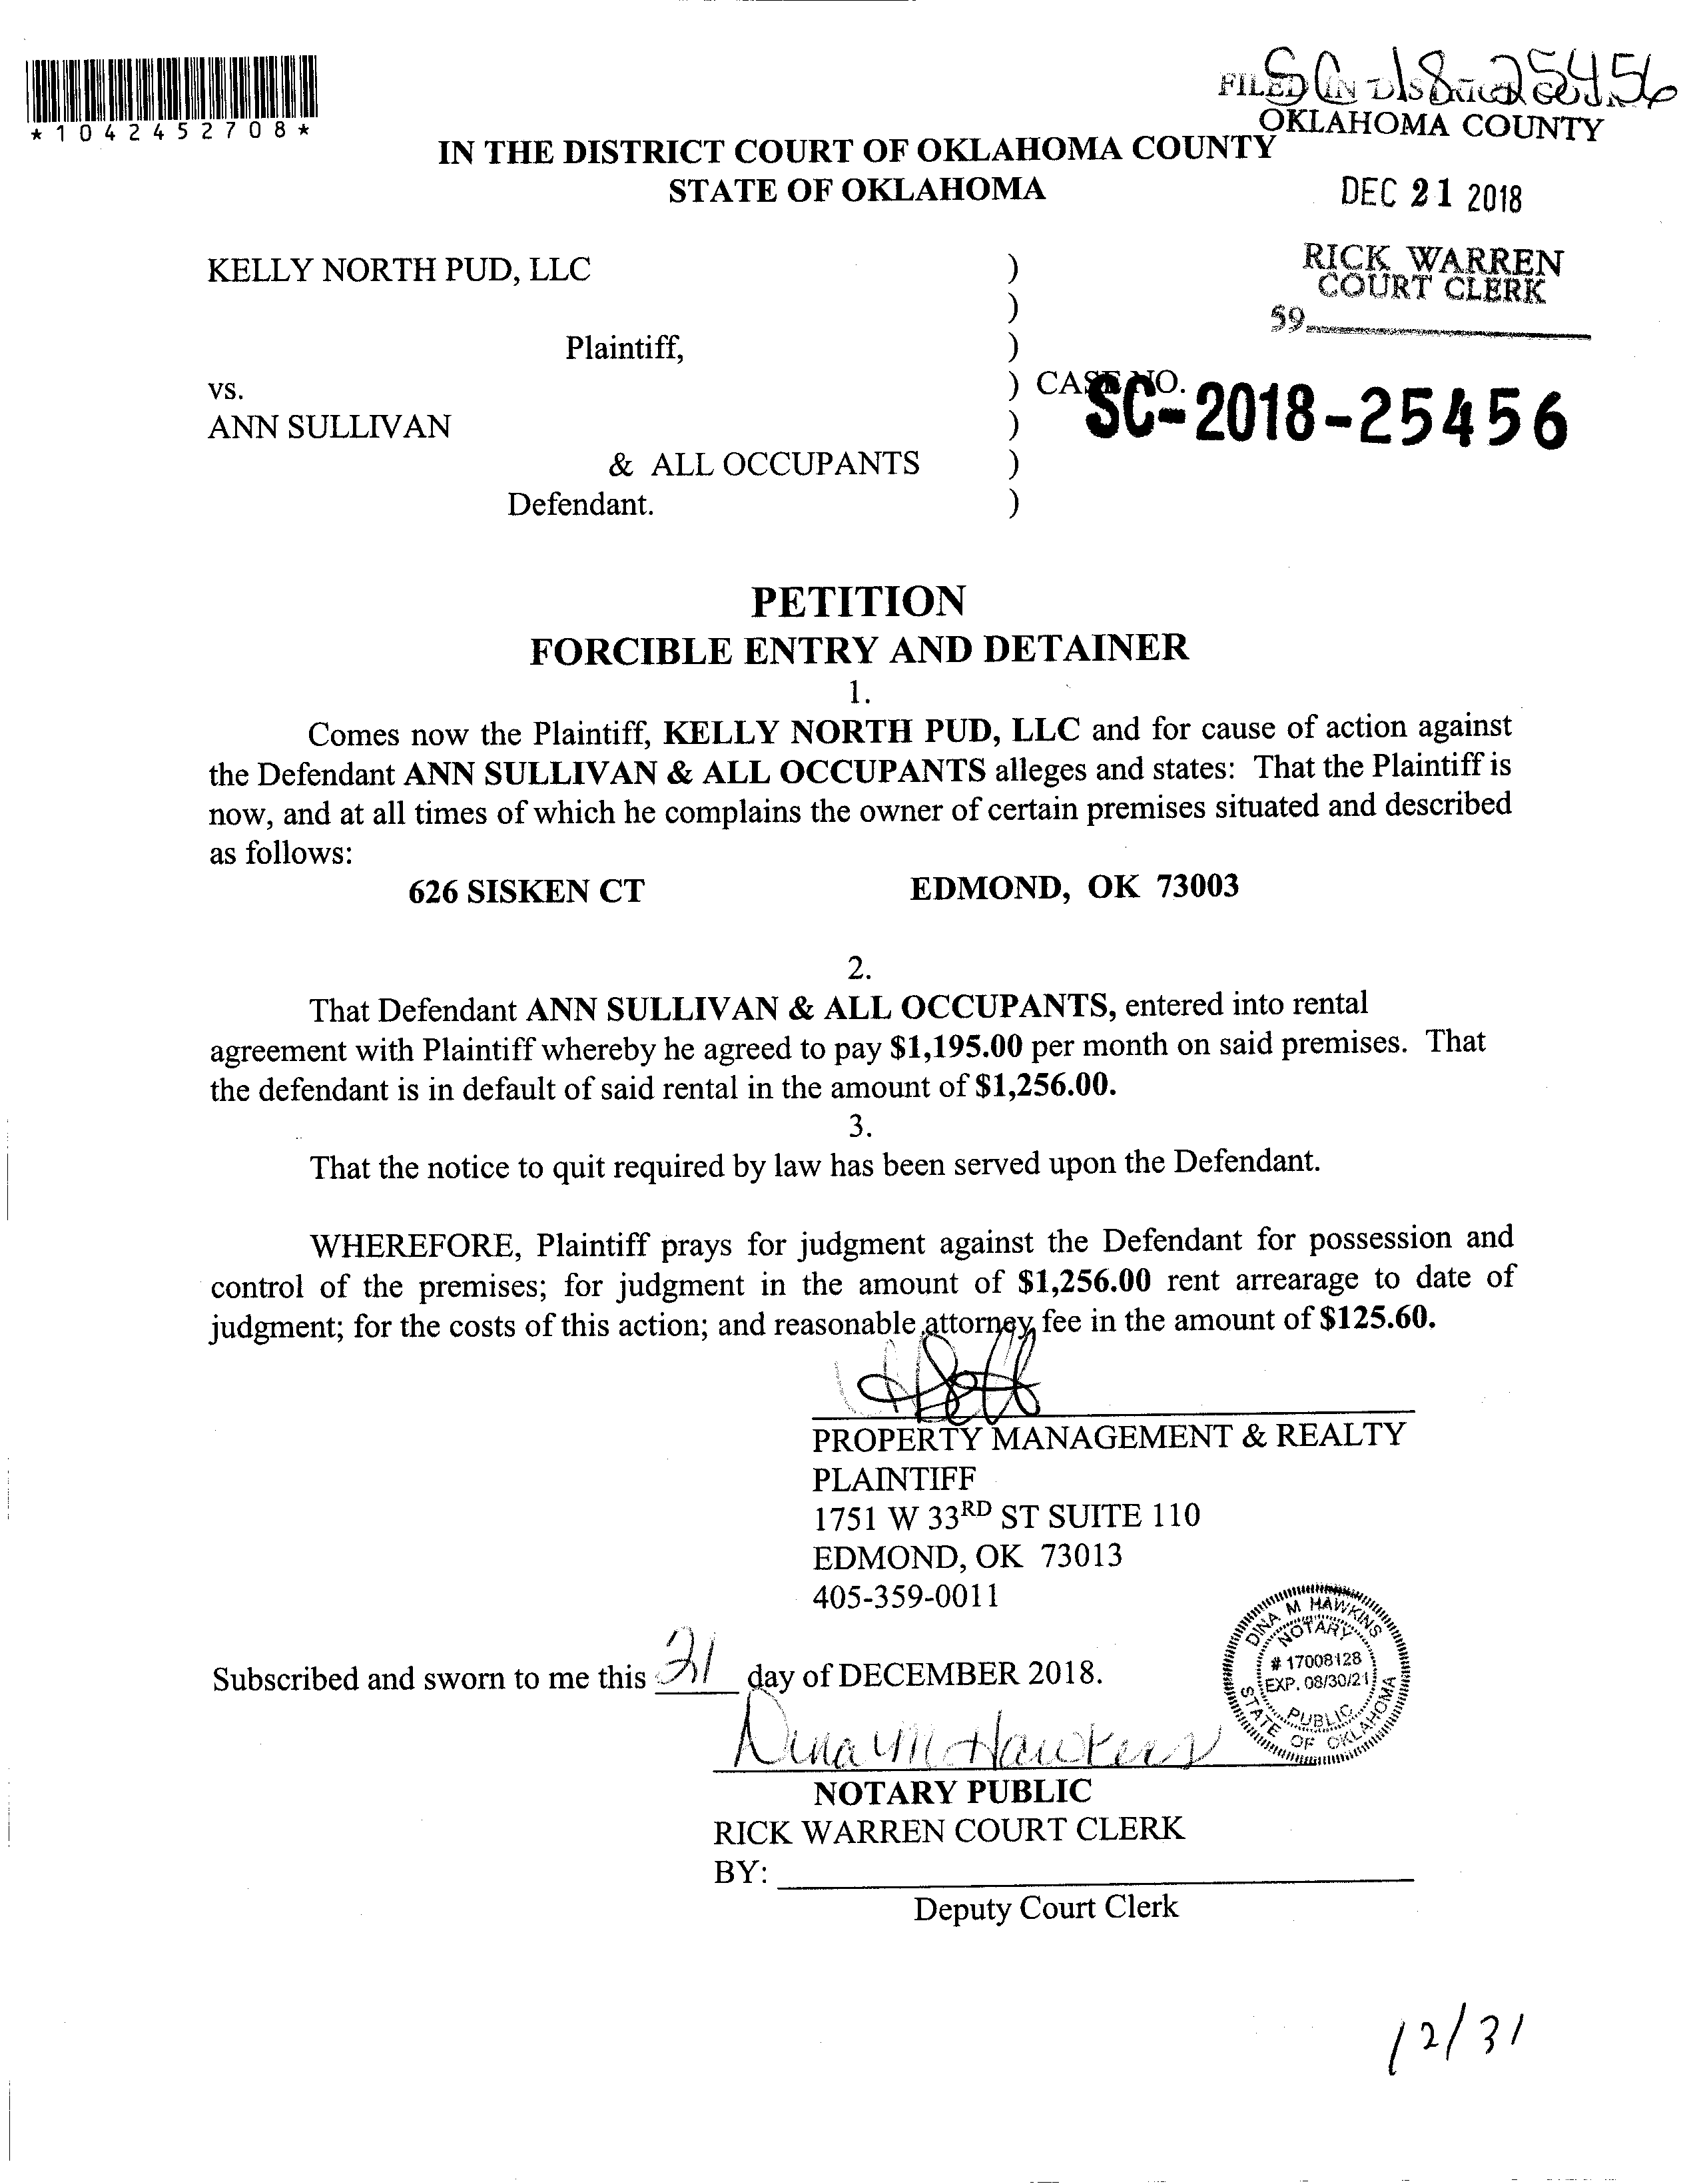 SC-18-25456
FILED IN DISTRICT COURT
OKLAHOMA COUNTY
*1042452708*
IN THE DISTRICT COURT OF OKLAHOMA COUNTY
STATE OF OKLAHOMA
DEC 21 2018
RICK WARREN
COURT CLERK
59
KELLY NORTH PUD, LLC )
)
Plaintiff, )
vs. ) CASE NO.
SC-2018-25456
ANN SULLIVAN )
& ALL OCCUPANTS )
Defendant. )
PETITION
FORCIBLE ENTRY AND DETAINER
1.
Comes now the Plaintiff, KELLY NORTH PUD, LLC and for cause of action against
the Defendant ANN SULLIVAN & ALL OCCUPANTS alleges and states: That the Plaintiff is
now, and at all times of which he complains the owner of certain premises situated and described
as follows:
626 SISKEN CT EDMOND, OK 73003
2.
That Defendant ANN SULLIVAN & ALL OCCUPANTS, entered into rental
agreement with Plaintiff whereby he agreed to pay $1,195.00 per month on said premises. That
the defendant is in default of said rental in the amount of $1,256.00.
3.
That the notice to quit required by law has been served upon the Defendant.
WHEREFORE, Plaintiff prays for judgment against the Defendant for possession and
control of the premises; for judgment in the amount of $1,256.00 rent arrearage to date of
judgment; for the costs of this action; and reasonable attorney fee in the amount of $125.60.
PROPERTY MANAGEMENT & REALTY
PLAINTIFF
1751 W 33RD ST SUITE 110
EDMOND, OK 73013
405-359-0011
DINA M HAWKINS
NOTARY
# 17008128
EXP. 08/30/21
PUBLIC
STATE OF OKLAHOMA
Subscribed and sworn to me this 21 day of DECEMBER 2018.
Dina M Hawkins
NOTARY PUBLIC
RICK WARREN COURT CLERK
BY:
Deputy Court Clerk
12/31